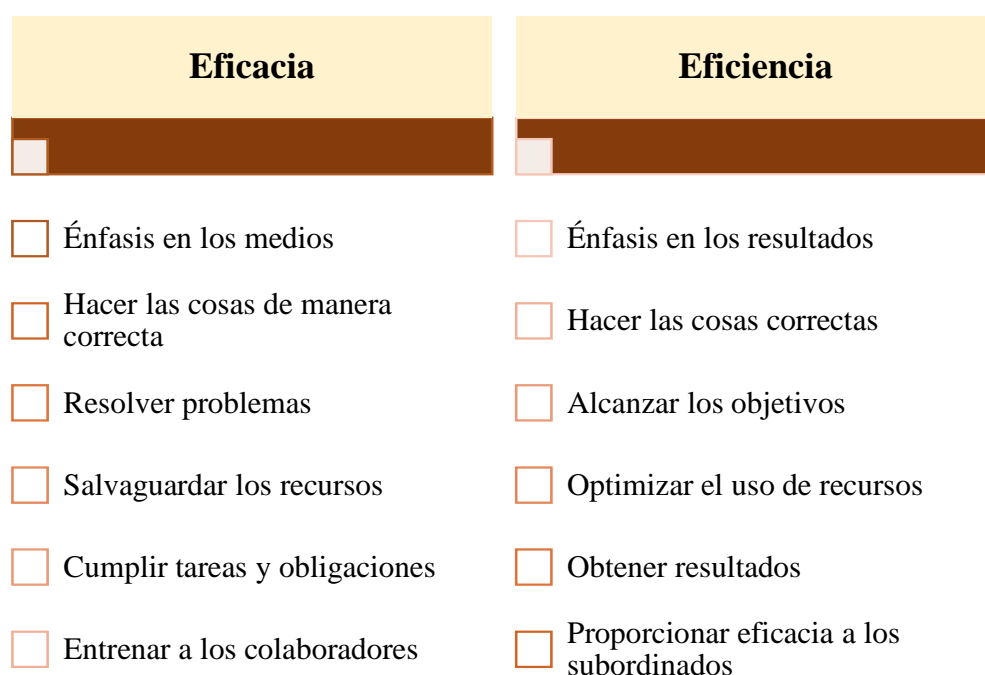 Eficacia
Énfasis en los medios
Hacer las cosas de manera
correcta
Resolver problemas
Salvaguardar los recursos
Cumplir tareas y obligaciones
Entrenar a los colaboradores
Eficiencia
Énfasis en los resultados
Hacer las cosas correctas
Alcanzar los objetivos
Optimizar el uso de recursos
Obtener resultados
Proporcionar eficacia a los
subordinados